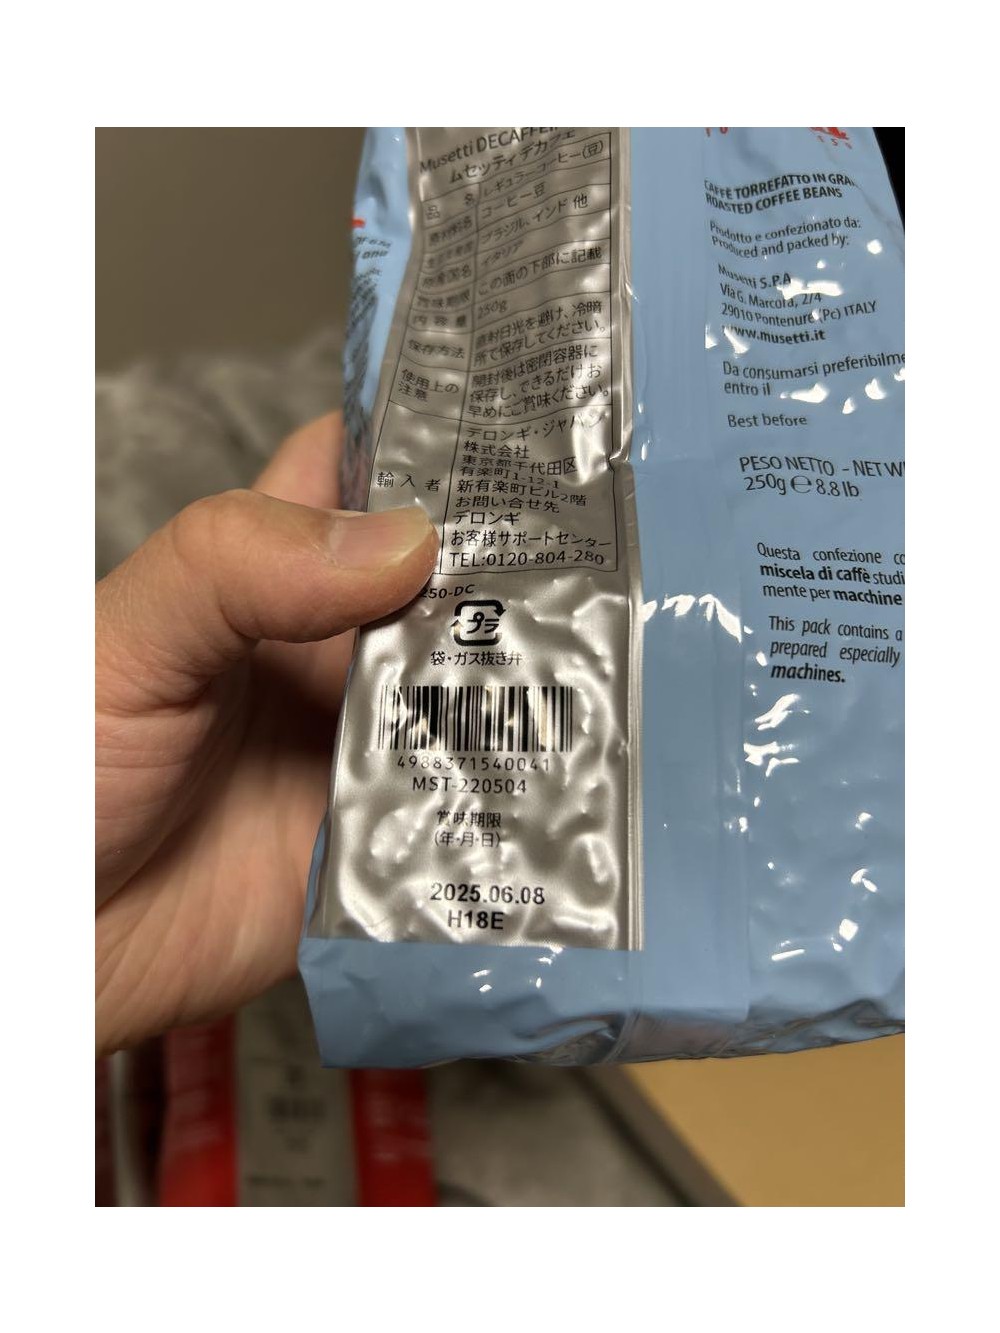 Musetti DECAFFEIN
ムセッティ デカフェ
品 名 レギュラーコーヒー(豆)
原材料名 コーヒー豆
生豆生産国 ブラジル、インド 他
原産国名 イタリア
賞味期限 この面の下部に記載
内容量 250g
保存方法 直射日光を避け、冷暗
所で保存してください。
使用上の
注意
開封後は密閉容器に
保存し、できるだけお
早めにご賞味ください。
輸入者
デロンギ・ジャパン
株式会社
東京都千代田区
有楽町1-12-1
新有楽町ビル2階
お問い合せ先
デロンギ
お客様サポートセンター
TEL:0120-804-280
250-DC
プラ
袋・ガス抜き弁
4988371540041
MST-220504
賞味期限
(年・月・日)
2025.06.08
H18E
CAFFÈ TORREFATTO IN GRA
ROASTED COFFEE BEANS
Prodotto e confezionato da:
Produced and packed by:
Musetti S.P.A
Via G. Marcora, 2/4
29010 Pontenure (Pc) ITALY
www.musetti.it
Da consumarsi preferibilme
entro il
Best before
PESO NETTO - NET W
250g e 8.8 lb
Questa confezione co
miscela di caffè studi
mente per macchine
This pack contains a
prepared especially
machines.